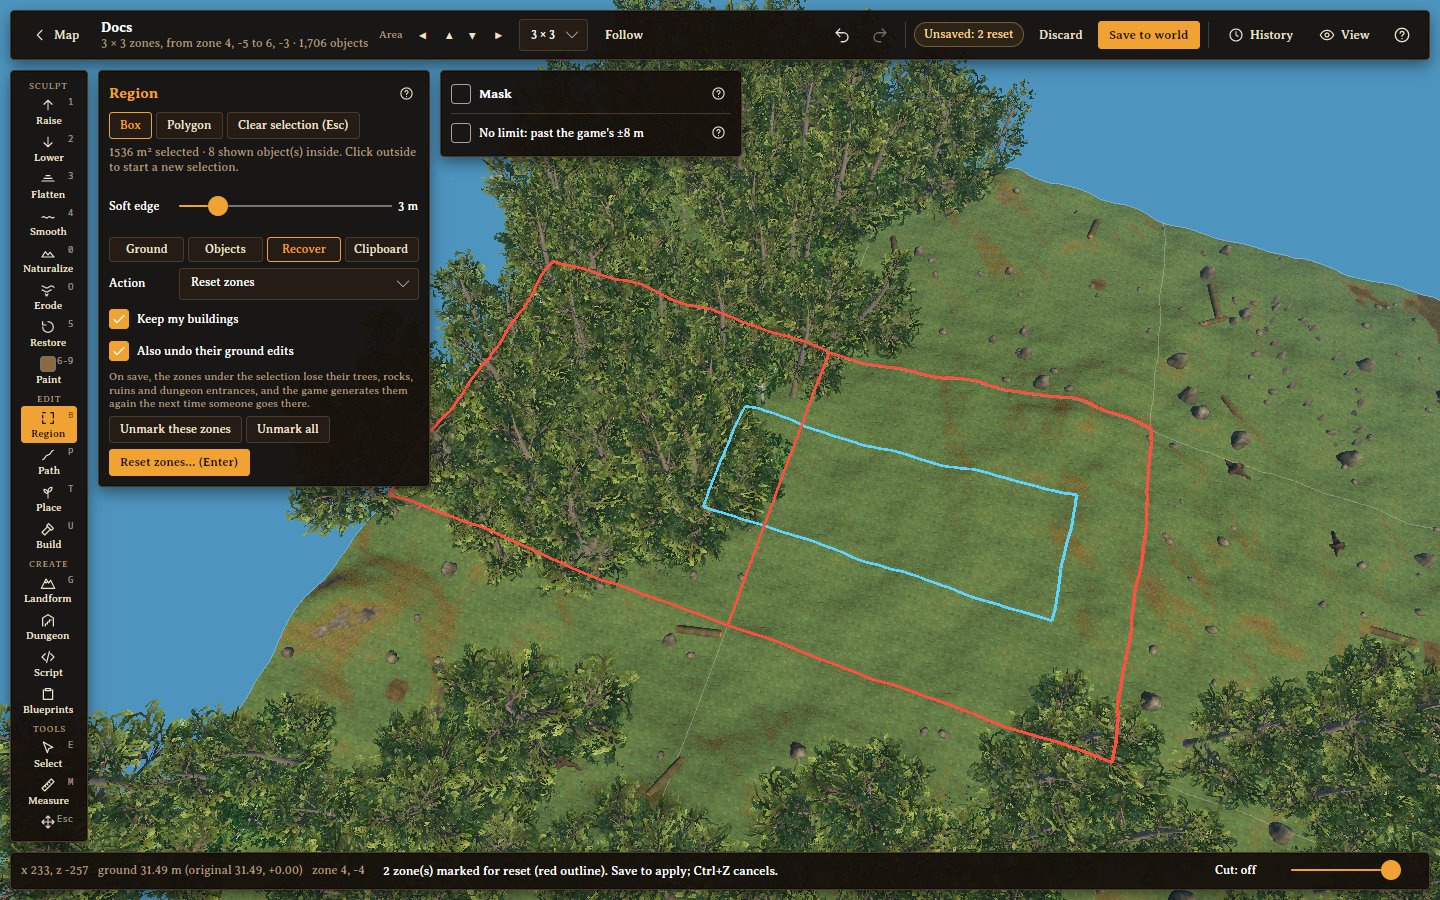 Map
Docs
3 × 3 zones, from zone 4, -5 to 6, -3 · 1,706 objects
Area
3 × 3
Follow
Unsaved: 2 reset
Discard
Save to world
History
View
SCULPT
Raise 1
Lower 2
Flatten 3
Smooth 4
Naturalize 0
Erode O
Restore 5
Paint 6-9
EDIT
Region B
Path P
Place T
Build U
CREATE
Landform G
Dungeon
Script
Blueprints
TOOLS
Select E
Measure M
Esc
Region
Box
Polygon
Clear selection (Esc)
1536 m² selected · 8 shown object(s) inside. Click outside
to start a new selection.
Soft edge
3 m
Ground
Objects
Recover
Clipboard
Action
Reset zones
Keep my buildings
Also undo their ground edits
On save, the zones under the selection lose their trees, rocks,
ruins and dungeon entrances, and the game generates them
again the next time someone goes there.
Unmark these zones
Unmark all
Reset zones... (Enter)
Mask
No limit: past the game's ±8 m
x 233, z -257 ground 31.49 m (original 31.49, +0.00) zone 4, -4
2 zone(s) marked for reset (red outline). Save to apply; Ctrl+Z cancels.
Cut: off